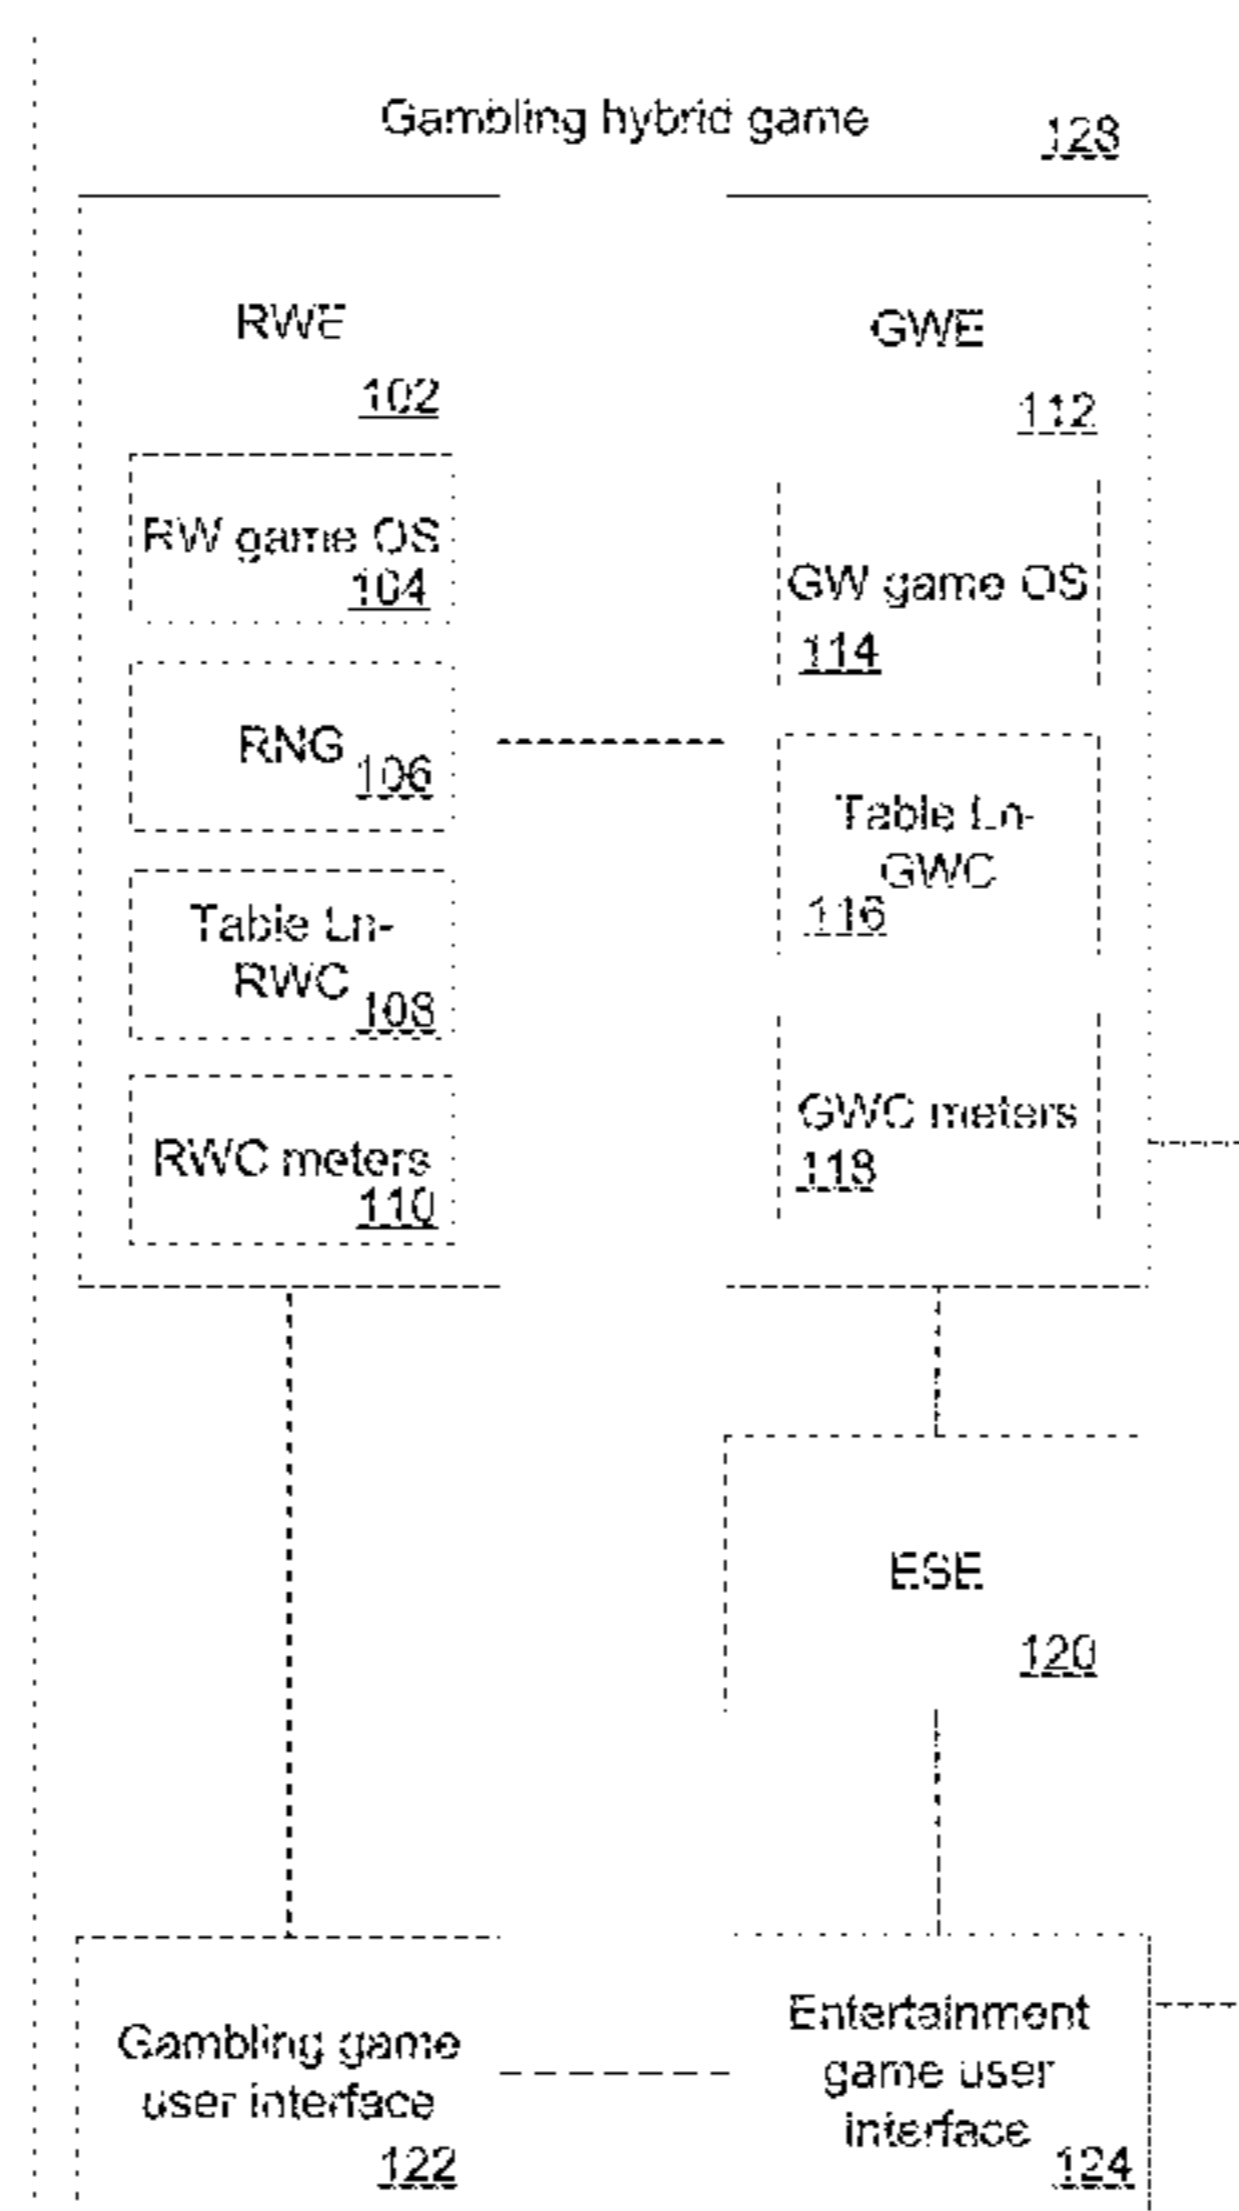 Gambling hybrid game
128
RWE
102
RW game OS
104
RNG
106
Table Ln-
RWC
108
RWC meters
110
GWE
112
GW game OS
114
Table Ln-
GWC
116
GWC meters
118
ESE
120
Gambling game
user interface
122
Entertainment
game user
interface
124